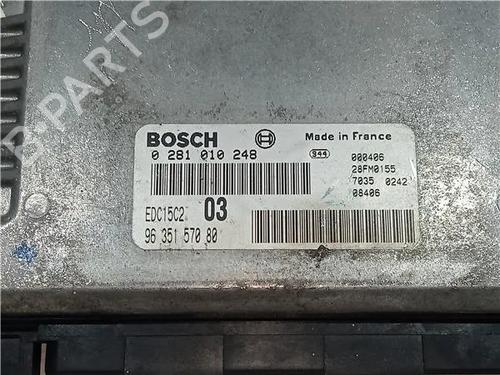 B-PARTS
BOSCH Made in France
0 281 010 248 S44 000406
28FM0155
7035 0242
08406
EDC15C2 03
96 351 570 80